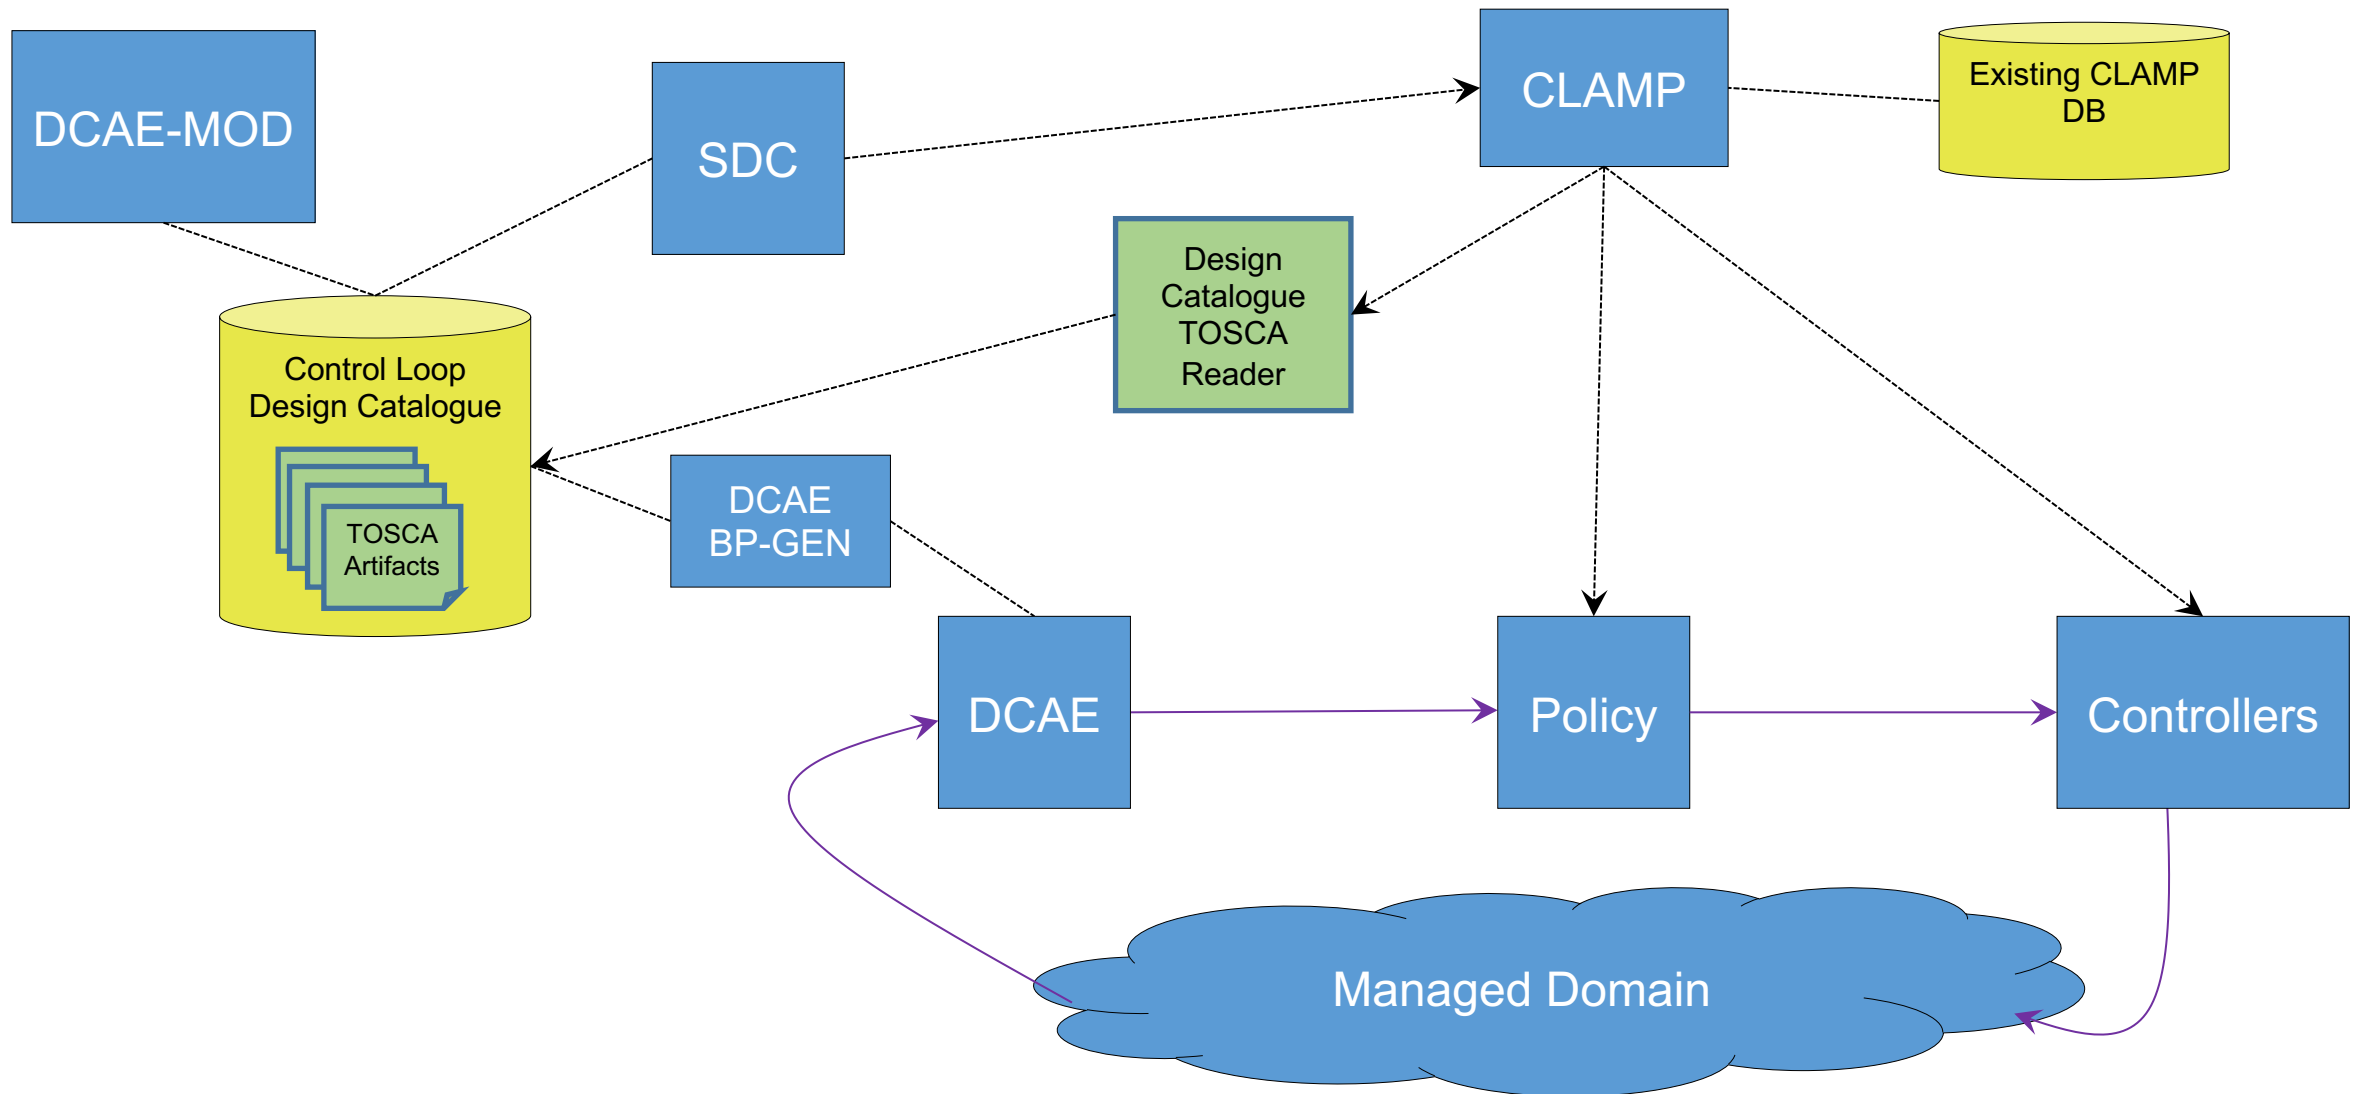 DCAE-MOD
SDC
CLAMP
Existing CLAMP
DB
Design
Catalogue
TOSCA
Reader
Control Loop
Design Catalogue
TOSCA
Artifacts
DCAE
BP-GEN
DCAE
Policy
Controllers
Managed Domain